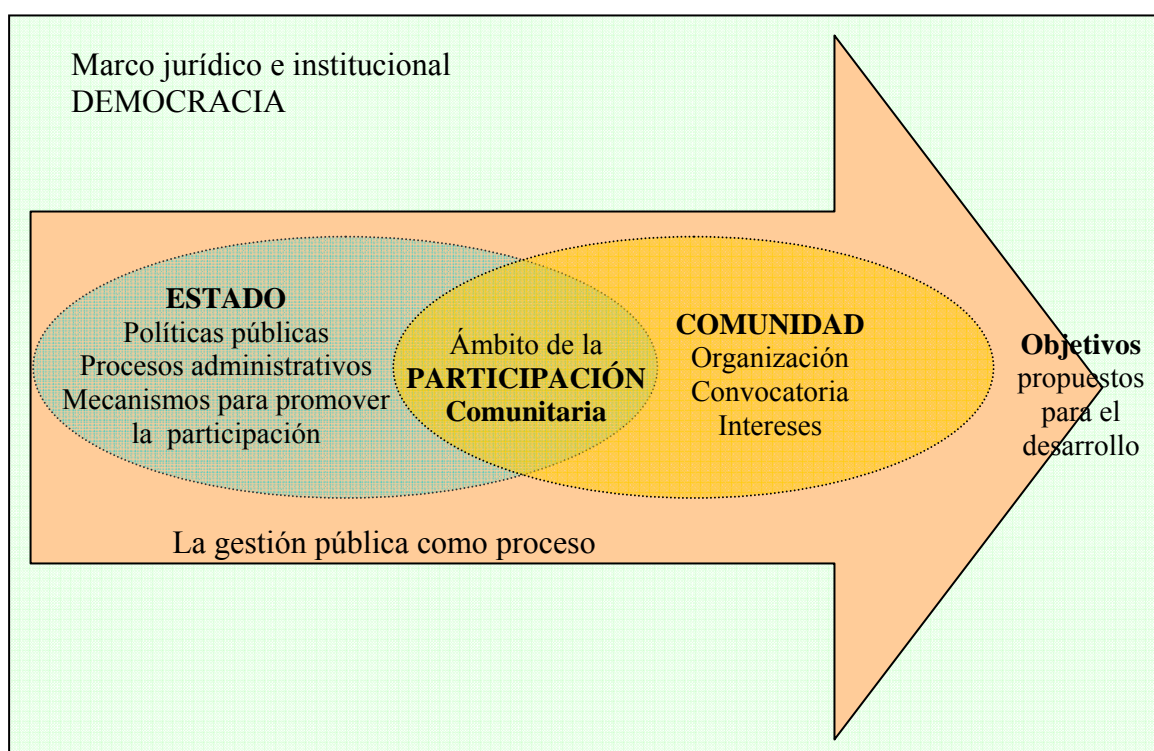 Marco jurídico e institucional
DEMOCRACIA
ESTADO
Políticas públicas
Procesos administrativos
Mecanismos para promover
la participación
Ámbito de la
PARTICIPACIÓN
Comunitaria
COMUNIDAD
Organización
Convocatoria
Intereses
Objetivos
propuestos
para el
desarrollo
La gestión pública como proceso